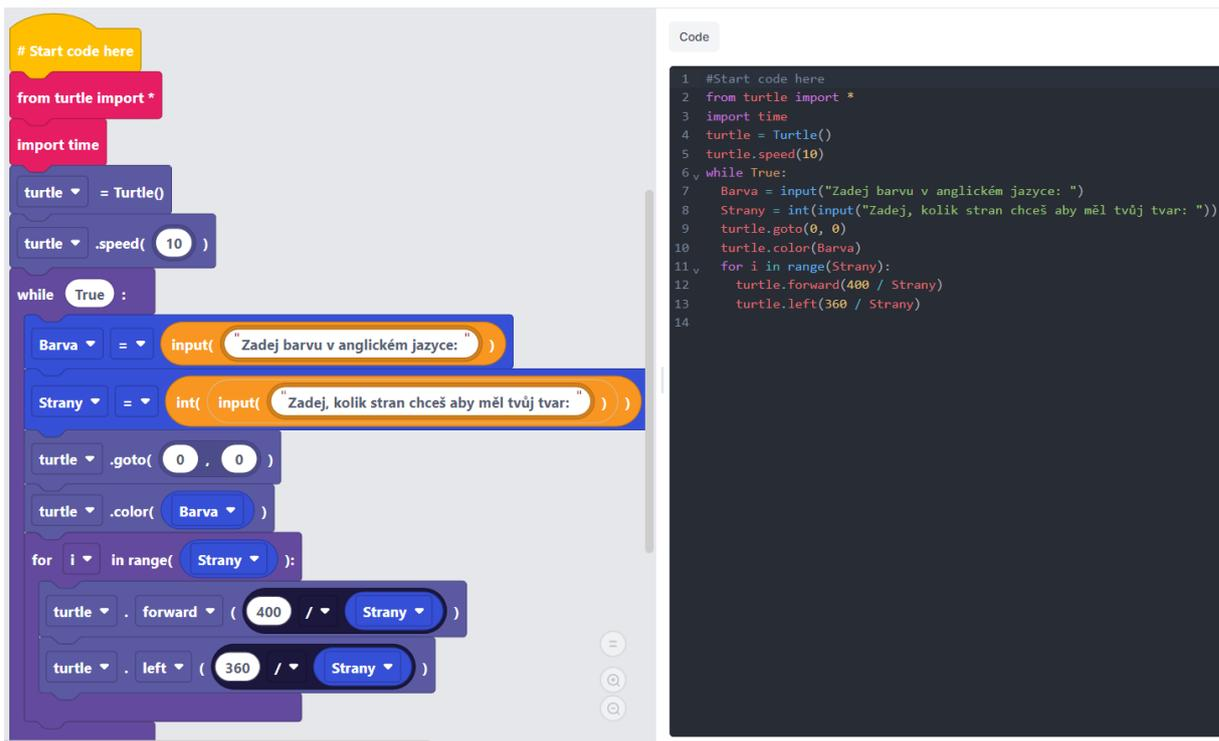 # Start code here
from turtle import *
import time
turtle = Turtle()
turtle .speed( 10 )
while True :
Barva = input( "Zadej barvu v anglickém jazyce: " )
Strany = int( input( "Zadej, kolik stran chceš aby měl tvůj tvar: " ) )
turtle .goto( 0 , 0 )
turtle .color( Barva )
for i in range( Strany ):
turtle . forward ( 400 / Strany )
turtle . left ( 360 / Strany )
Code
1 #Start code here
2 from turtle import *
3 import time
4 turtle = Turtle()
5 turtle.speed(10)
6 while True:
7 Barva = input("Zadej barvu v anglickém jazyce: ")
8 Strany = int(input("Zadej, kolik stran chceš aby měl tvůj tvar: "))
9 turtle.goto(0, 0)
10 turtle.color(Barva)
11 for i in range(Strany):
12 turtle.forward(400 / Strany)
13 turtle.left(360 / Strany)
14